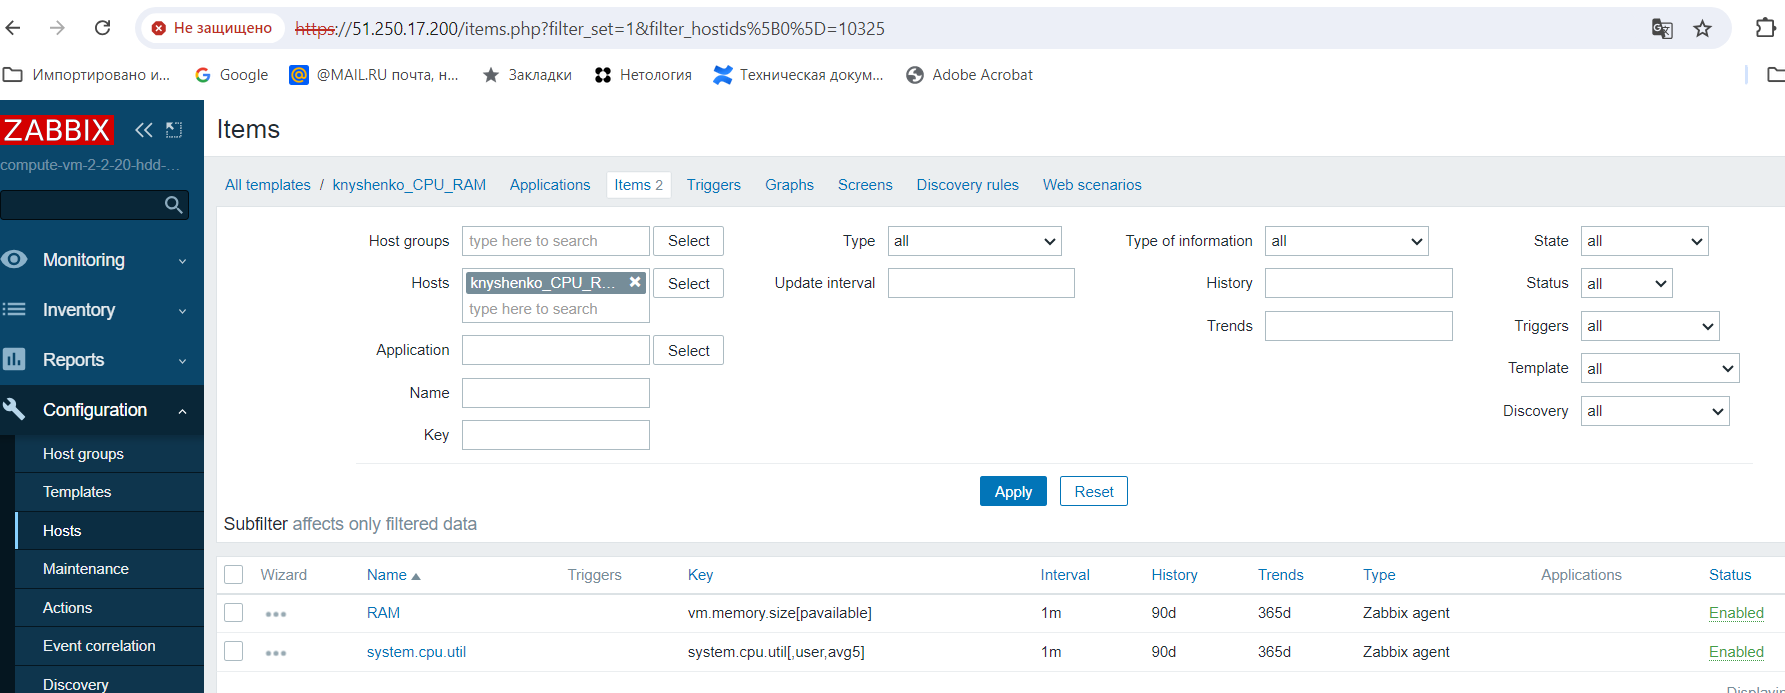 Не защищено https://51.250.17.200/items.php?filter_set=1&filter_hostids%5B0%5D=10325
Импортировано и... Google @MAIL.RU почта, н... Закладки Нетология Техническая докум... Adobe Acrobat
ZABBIX
compute-vm-2-2-20-hdd-...
Monitoring
Inventory
Reports
Configuration
Host groups
Templates
Hosts
Maintenance
Actions
Event correlation
Discovery
Items
All templates / knyshenko_CPU_RAM Applications Items 2 Triggers Graphs Screens Discovery rules Web scenarios
Host groups type here to search Select Type all Type of information all State all
Hosts knyshenko_CPU_R... Select Update interval History Status all
type here to search
Trends Triggers all
Application Select
Template all
Name
Discovery all
Key
Apply Reset
Subfilter affects only filtered data
Wizard Name Triggers Key Interval History Trends Type Applications Status
RAM vm.memory.size[pavailable] 1m 90d 365d Zabbix agent Enabled
system.cpu.util system.cpu.util[,user,avg5] 1m 90d 365d Zabbix agent Enabled